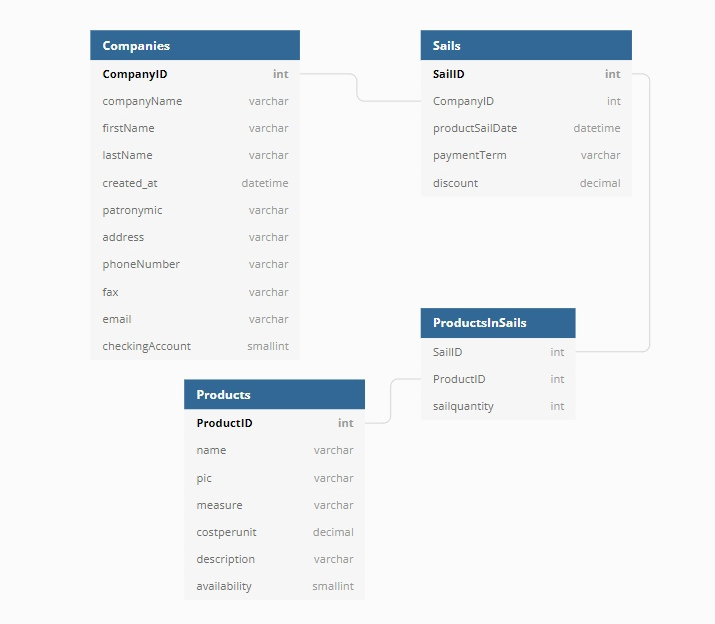 Companies
CompanyID int
companyName varchar
firstName varchar
lastName varchar
created_at datetime
patronymic varchar
address varchar
phoneNumber varchar
fax varchar
email varchar
checkingAccount smallint
Sails
SailID int
CompanyID int
productSailDate datetime
paymentTerm varchar
discount decimal
ProductsInSails
SailID int
ProductID int
sailquantity int
Products
ProductID int
name varchar
pic varchar
measure varchar
costperunit decimal
description varchar
availability smallint